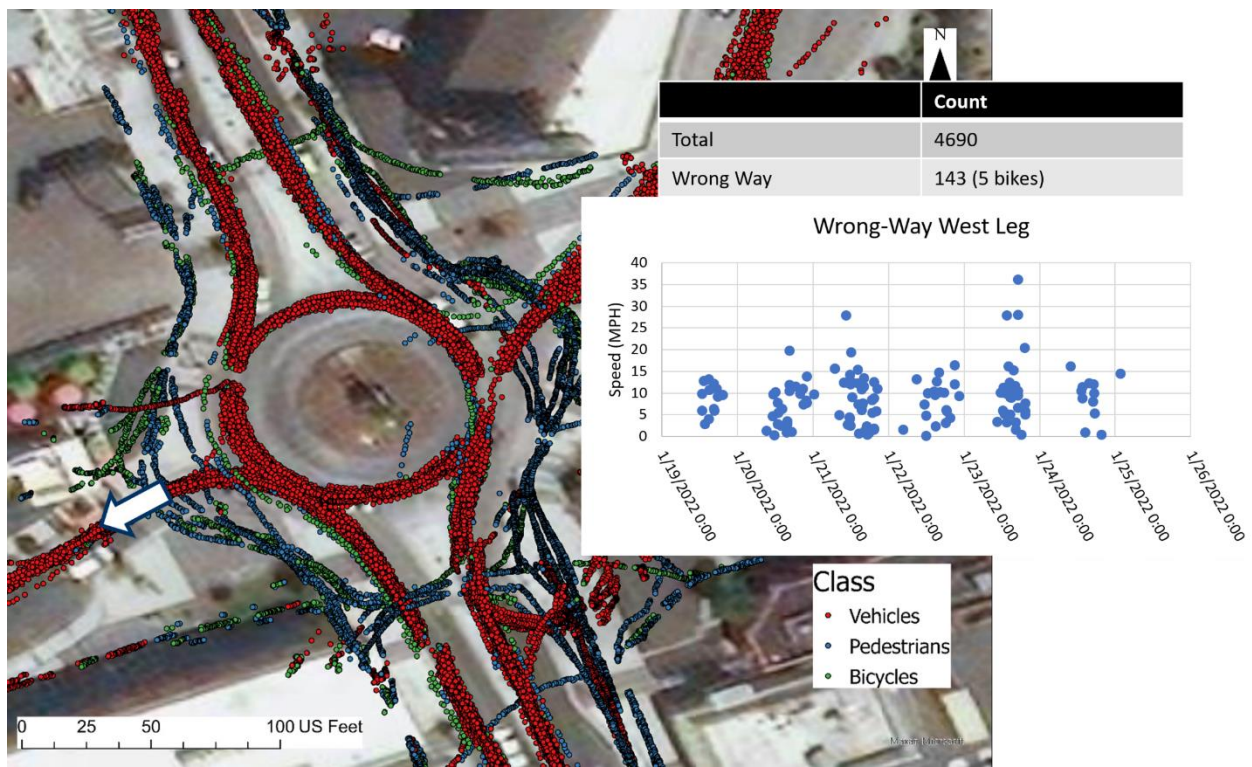 N
Count
Total 4690
Wrong Way 143 (5 bikes)
Wrong-Way West Leg
Speed (MPH)
40
35
30
25
20
15
10
5
0
1/19/2022 0:00
1/20/2022 0:00
1/21/2022 0:00
1/22/2022 0:00
1/23/2022 0:00
1/24/2022 0:00
1/25/2022 0:00
1/26/2022 0:00
Class
Vehicles
Pedestrians
Bicycles
0 25 50 100 US Feet